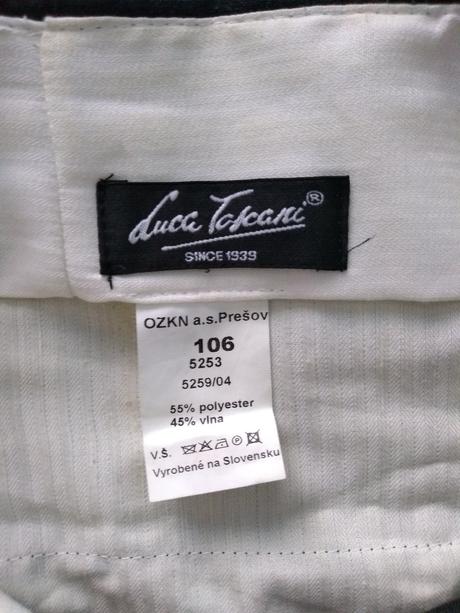 Luca Toscani®
SINCE 1939
OZKN a.s.Prešov
106
5253
5259/04
55% polyester
45% vlna
V.Š.
Vyrobené na Slovensku